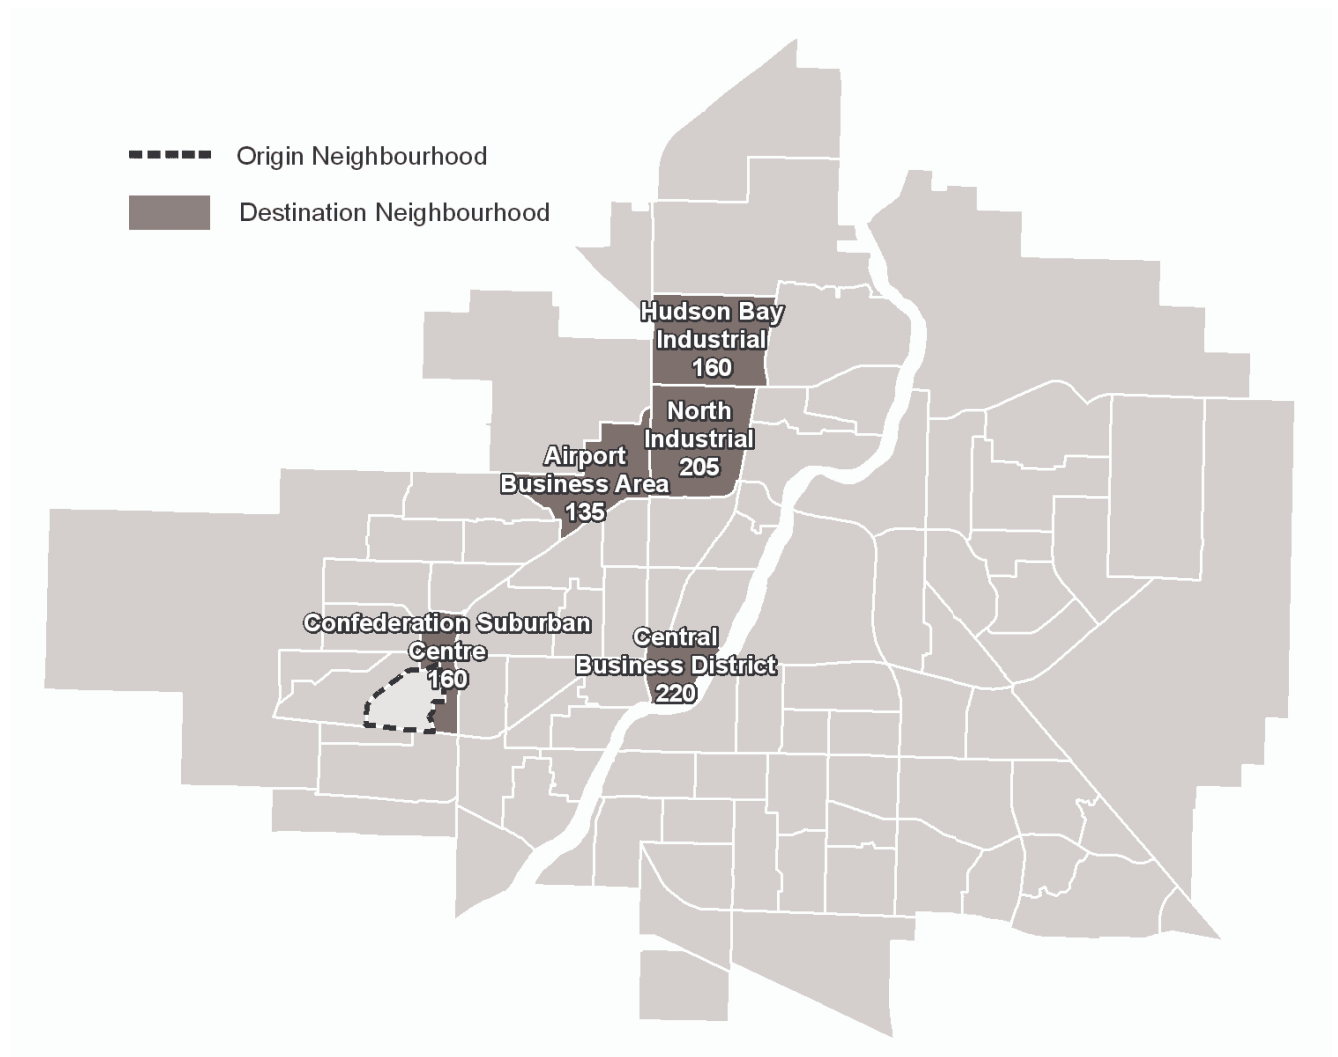 Origin Neighbourhood
Destination Neighbourhood
Hudson Bay
Industrial
160
North
Industrial
205
Airport
Business Area
135
Confederation Suburban
Centre
160
Central
Business District
220